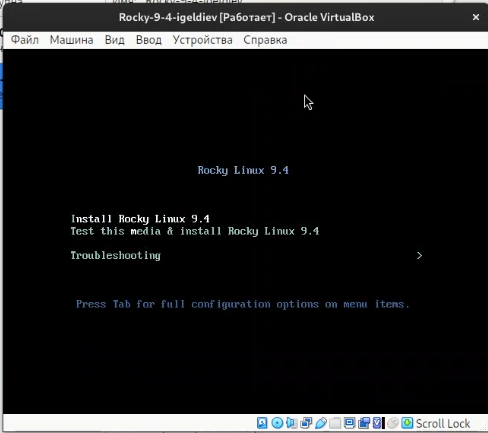 Rocky-9-4-igeldiev [Работает] - Oracle VirtualBox
Файл Машина Вид Ввод Устройства Справка
Rocky Linux 9.4
Install Rocky Linux 9.4
Test this media & install Rocky Linux 9.4
Troubleshooting >
Press Tab for full configuration options on menu items.
Scroll Lock